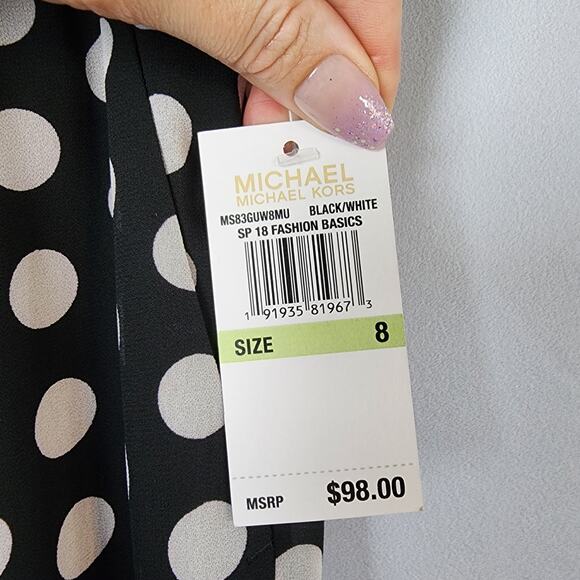 MICHAEL
MICHAEL KORS
MS83GUW8MU BLACK/WHITE
SP 18 FASHION BASICS
1 91935 81967 3
SIZE 8
MSRP $98.00